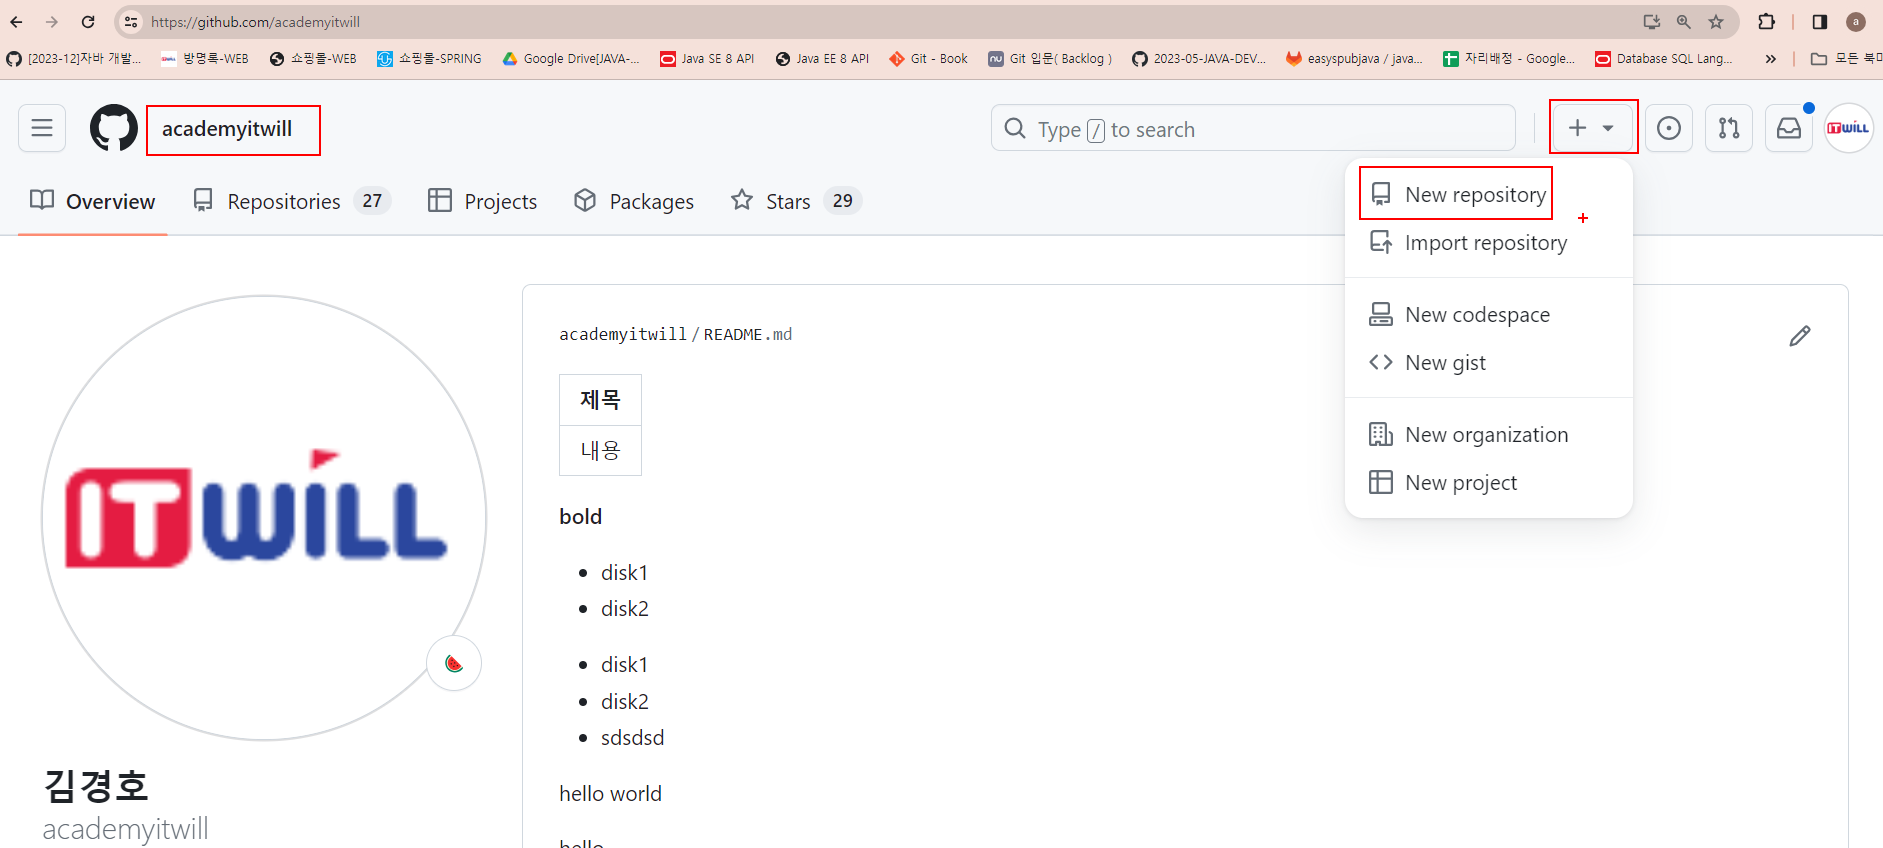 https://github.com/academyitwill
a
[2023-12]자바 개발... 방명록-WEB 쇼핑몰-WEB 쇼핑몰-SPRING Google Drive[JAVA-... Java SE 8 API Java EE 8 API Git - Book nu Git 입문( Backlog ) 2023-05-JAVA-DEV... easyspubjava / java... 자리배정 - Google... Database SQL Lang... » 모든 북마
academyitwill
Type / to search
ITWILL
Overview Repositories 27 Projects Packages Stars 29
New repository
Import repository
New codespace
New gist
New organization
New project
academyitwill / README.md
제목
내용
bold
disk1
disk2
disk1
disk2
sdsdsd
hello world
hello
ITWILL
김경호
academyitwill